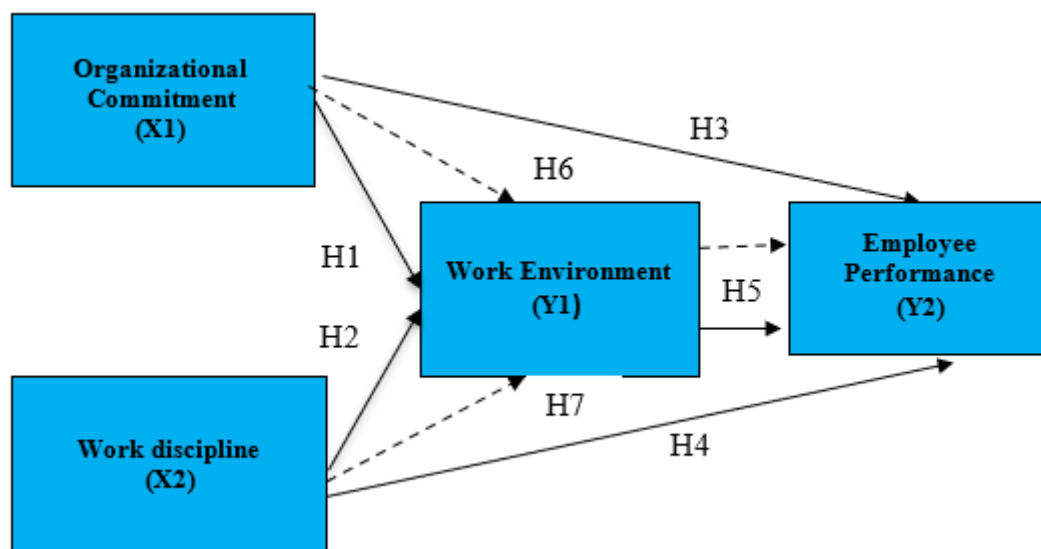 Organizational
Commitment
(X1)
H3
H6
H1
Work Environment
(Y1)
Employee
Performance
(Y2)
H5
H2
H7
H4
Work discipline
(X2)